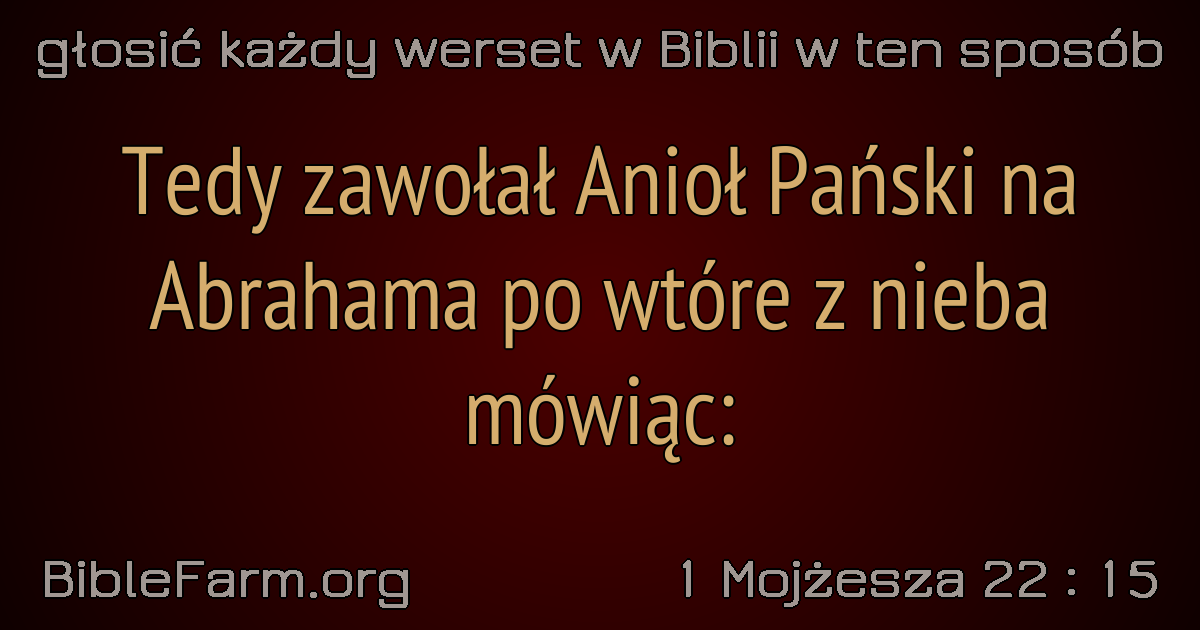 głosić każdy werset w Biblii w ten sposób
Tedy zawołał Anioł Pański na
Abrahama po wtóre z nieba
mówiąc:
BibleFarm.org
1 Mojżesza 22 : 15